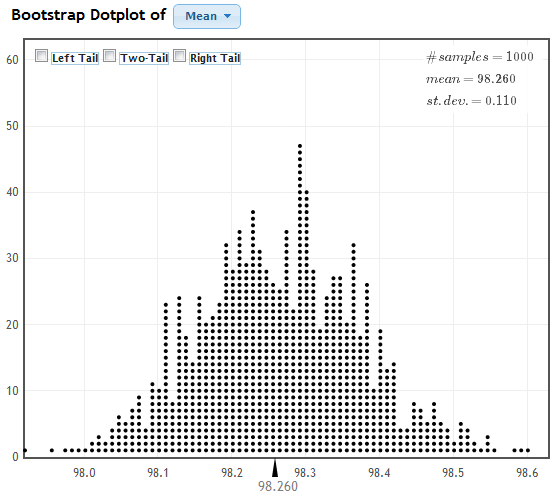 Bootstrap Dotplot of Mean
Left Tail Two-Tail Right Tail
# samples = 1000
mean = 98.260
st.dev. = 0.110
60
50
40
30
20
10
0
98.0 98.1 98.2 98.3 98.4 98.5 98.6
98.260